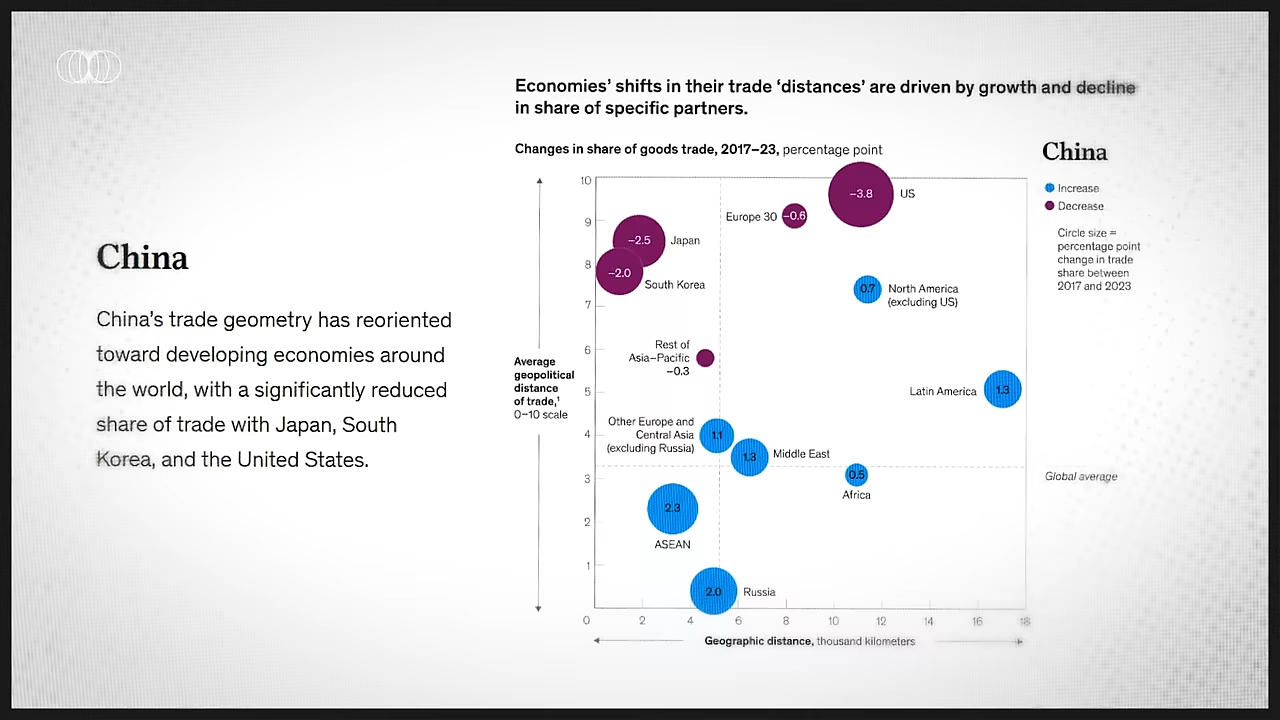 Economies’ shifts in their trade ‘distances’ are driven by growth and decline
in share of specific partners.
Changes in share of goods trade, 2017–23, percentage point
China
Increase
Decrease
Circle size =
percentage point
change in trade
share between
2017 and 2023
China
China’s trade geometry has reoriented
toward developing economies around
the world, with a significantly reduced
share of trade with Japan, South
Korea, and the United States.
Average
geopolitical
distance
of trade,¹
0–10 scale
10
9
8
7
6
5
4
3
2
1
–3.8 US
Europe 30 –0.6
–2.5 Japan
–2.0
South Korea
0.7 North America
(excluding US)
Rest of
Asia–Pacific
–0.3
Latin America 1.3
Other Europe and
Central Asia
(excluding Russia)
1.1
1.3 Middle East
0.5
Africa
Global average
2.3
ASEAN
2.0 Russia
0 2 4 6 8 10 12 14 16 18
Geographic distance, thousand kilometers